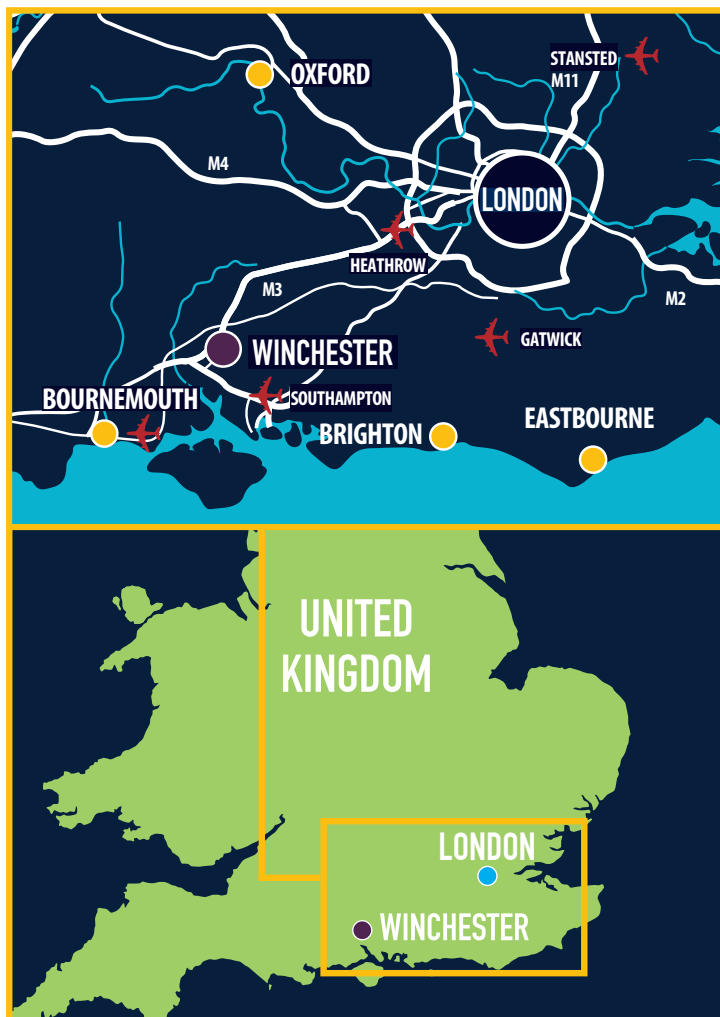 STANSTED
M11
OXFORD
M4
LONDON
HEATHROW
M3
M2
GATWICK
WINCHESTER
BOURNEMOUTH
SOUTHAMPTON
BRIGHTON
EASTBOURNE
UNITED
KINGDOM
LONDON
WINCHESTER